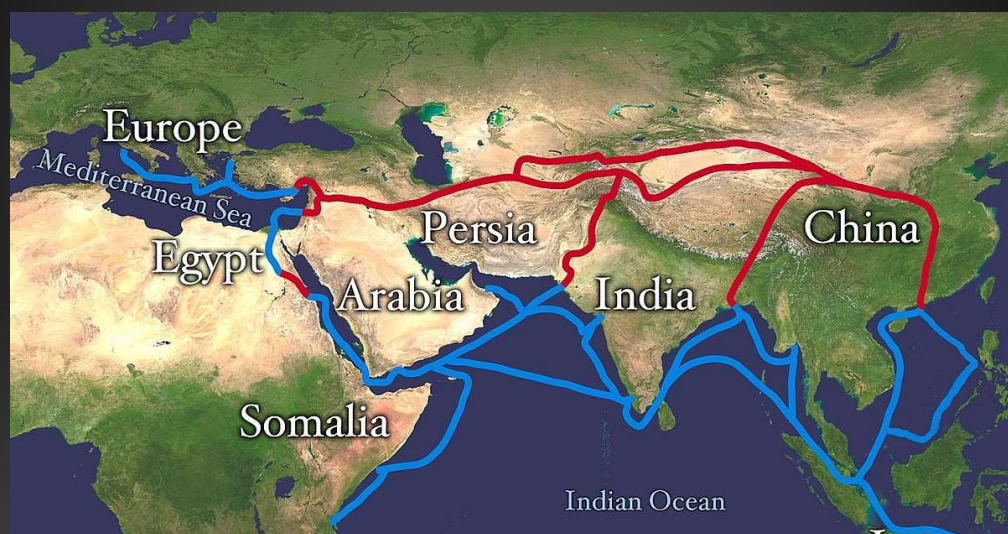 Europe
Mediterranean Sea
Egypt
Persia
Arabia
India
China
Somalia
Indian Ocean